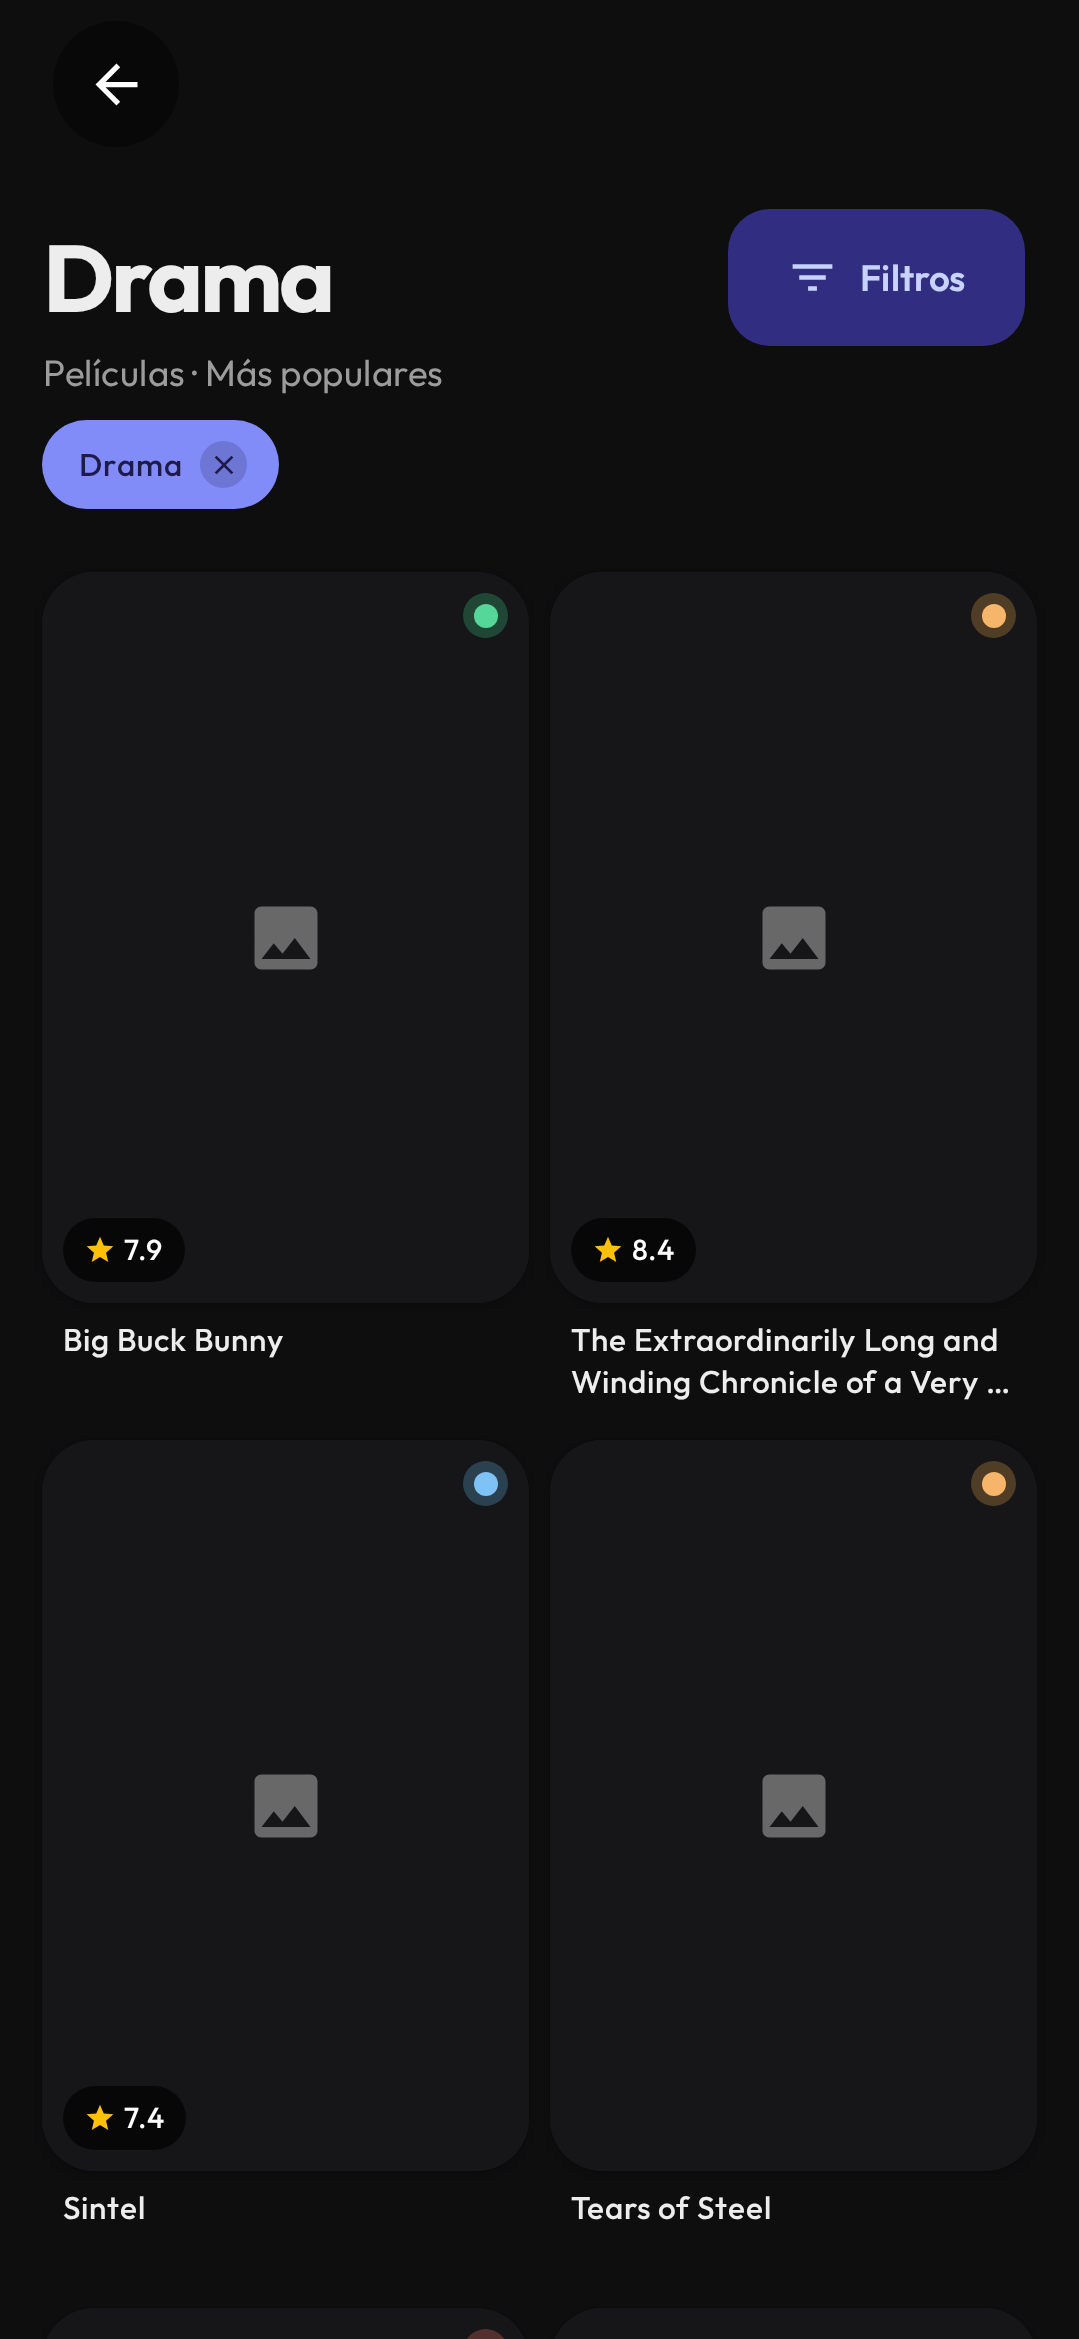 Drama
Filtros
Películas · Más populares
Drama
7.9
8.4
Big Buck Bunny
The Extraordinarily Long and
Winding Chronicle of a Very ...
7.4
Sintel
Tears of Steel